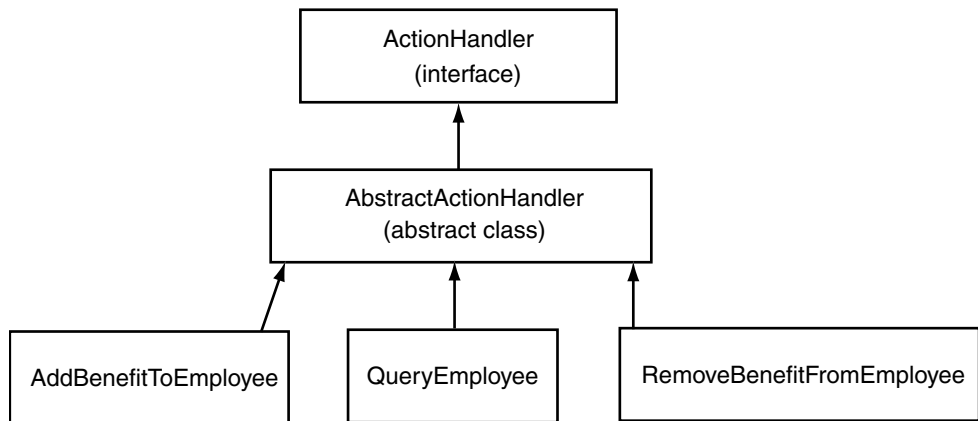 ActionHandler
(interface)
AbstractActionHandler
(abstract class)
AddBenefitToEmployee
QueryEmployee
RemoveBenefitFromEmployee